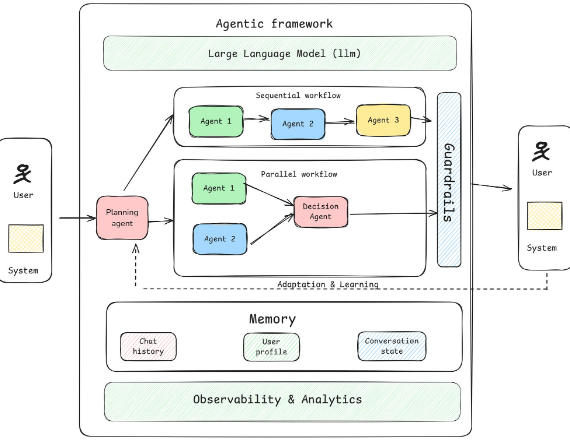 Agentic framework
Large Language Model (llm)
Sequential workflow
Agent 1
Agent 2
Agent 3
Parallel workflow
Agent 1
Agent 2
Decision
Agent
Guardrails
User
System
Planning
agent
User
System
Adaptation & Learning
Memory
Chat
history
User
profile
Conversation
state
Observability & Analytics